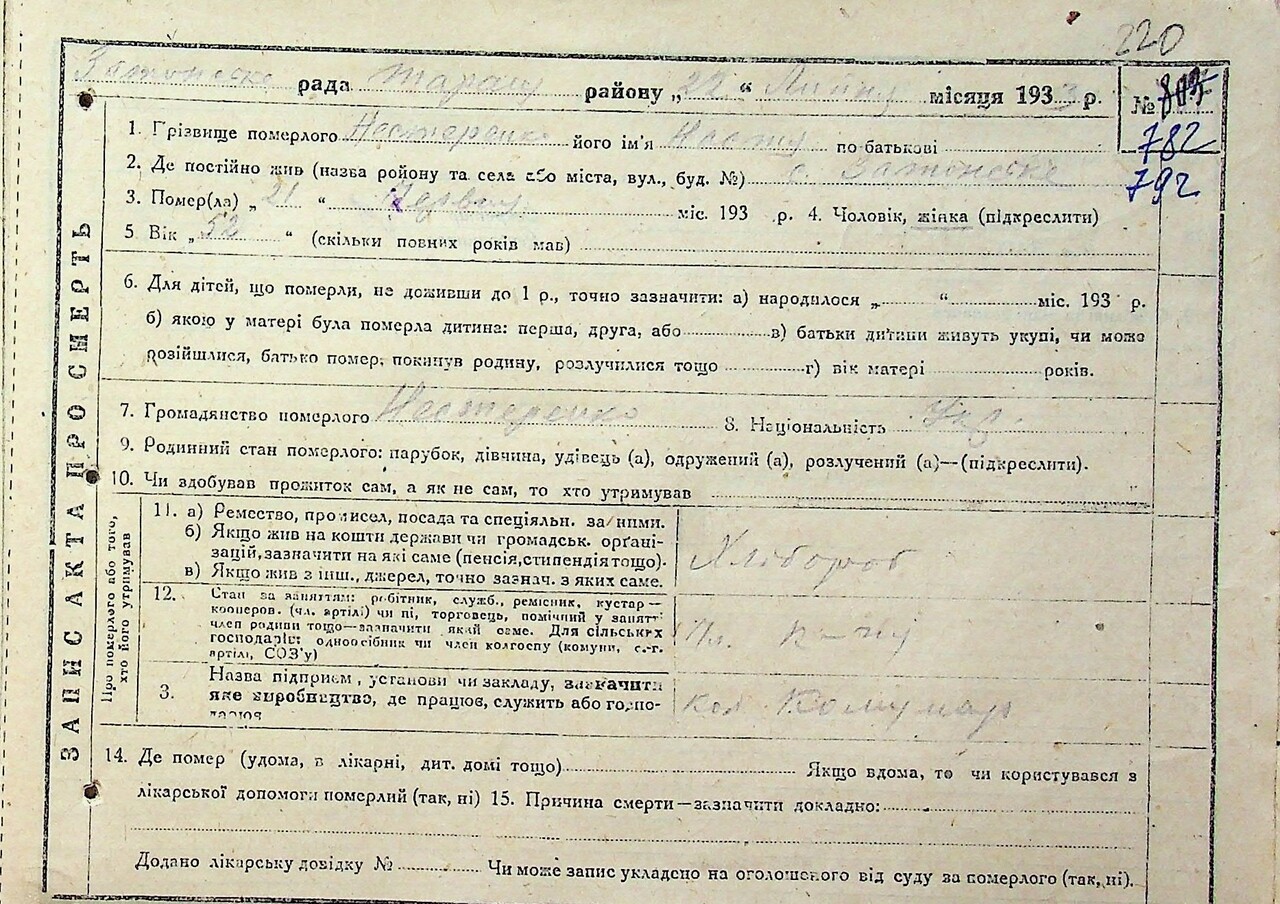 220
Затонске рада Таращ району „22“ Липня місяця 1933 р. №
782
792
1. Грізвище померлого Нестеренко його ім'я по батькові
2. Де постійно жив (назба ройону та села або міста, вул., буд. №) с. Затонське
3. Помер(ла) „21“ Червня міс. 193 р. 4. Чоловік, жінка (підкреслити)
5 Вік „52“ (скільки повних років мав)
6. Для дітей, що померли, не доживши до 1 р., точно зазначити: а) народилося „ “ міс. 193 р.
б) якою у матері була померла дитина: перша, друга, або в) батьки дитини живуть укупі, чи може
розійшлися, батько помер, покинув родину, розлучилися тощо г) вік матері років.
7. Громадянство померлого Нестеренко 8. Національність Укр.
9. Родинний стан померлого: парубок, дівчина, удівець (а), одружений (а), розлучений (а)—(підкреслити).
10. Чи здобував прожиток сам, а як не сам, то хто утримував
11. а) Ремество, промисел, посада та спеціяльн. за ними.
б) Якщо жив на кошти держави чи громадськ. орґані-
зацій, зазначити на які саме (пенсія, стипендія тощо).
в) Якщо жив з інш., джерел, точно зазнач. з яких саме.
Хлібороб
12. Стан за заняттям: робітник, служб., ремісник, кустар—
кооперов. (чл. артілі) чи ні, торговець, помічний у занятті
член родини тощо—зазначити який саме. Для сільських
господарів: одноосібник чи член колгоспу (комуни, с.-г.
артілі, СОЗ'у)
Чл.
3. Назва підприєм, установи чи закладу, зазначити
яке виробництво, де працює, служить або госпо-
дарює
кол Комунар
14. Де помер (удома, в лікарні, дит. домі тощо) Якщо вдома, то чи користувався з
лікарської допомоги померлий (так, ні) 15. Причина смерти—зазначити докладно:
Додано лікарську довідку № Чи може запис укладено на оголошеного від суду за померлого (так, ні).
ЗАПИС АКТА ПРО СМЕРТЬ
Про померлого або того,
хто його утримував